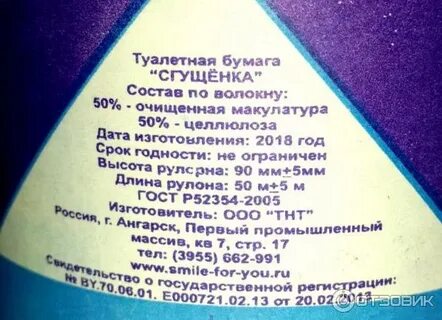 Туалетная бумага
"СГУЩЁНКА"
Состав по волокну:
50% - очищенная макулатура
50% - целлюлоза
Дата изготовления: 2018 год
Срок годности: не ограничен
Высота рулона: 90 мм±5мм
Длина рулона: 50 м±5 м
ГОСТ Р52354-2005
Изготовитель: ООО "ТНТ"
Россия, г. Ангарск, Первый промышленный
массив, кв 7, стр. 17
тел: (3955) 662-991
www.smile-for-you.ru
Свидетельство о государственной регистрации:
№ BY.70.06.01. Е000721.02.13 от 20.02.2013
ОТЗОВИК